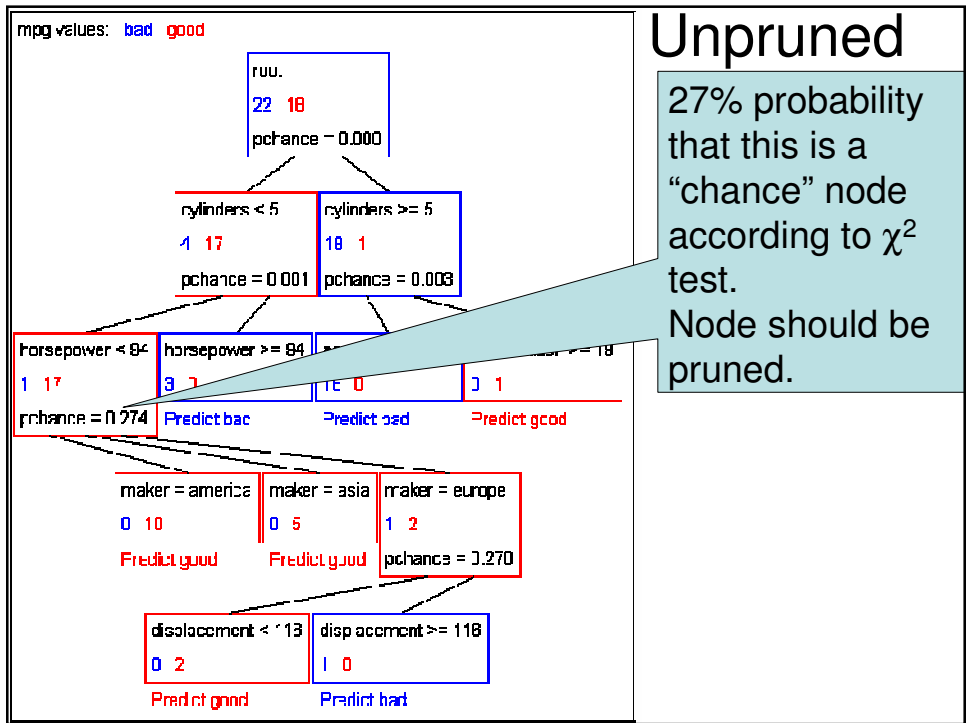 mpg values: bad good
Unpruned
22 18
pchance = 0.000
27% probability
that this is a
“chance” node
according to χ²
test.
Node should be
pruned.
cylinders < 5
cylinders >= 5
4 17
18 1
pchance = 0.001
pchance = 0.003
horsepower < 94
horsepower >= 94
1 17
3 0
0
0 1
pchance = 0.274
Predict bad
Predict bad
Predict good
maker = america
maker = asia
maker = europe
0 10
0 5
1 2
Predict good
Predict good
pchance = 0.270
displacement <
displacement >= 116
0 2
1 0
Predict good
Predict bad